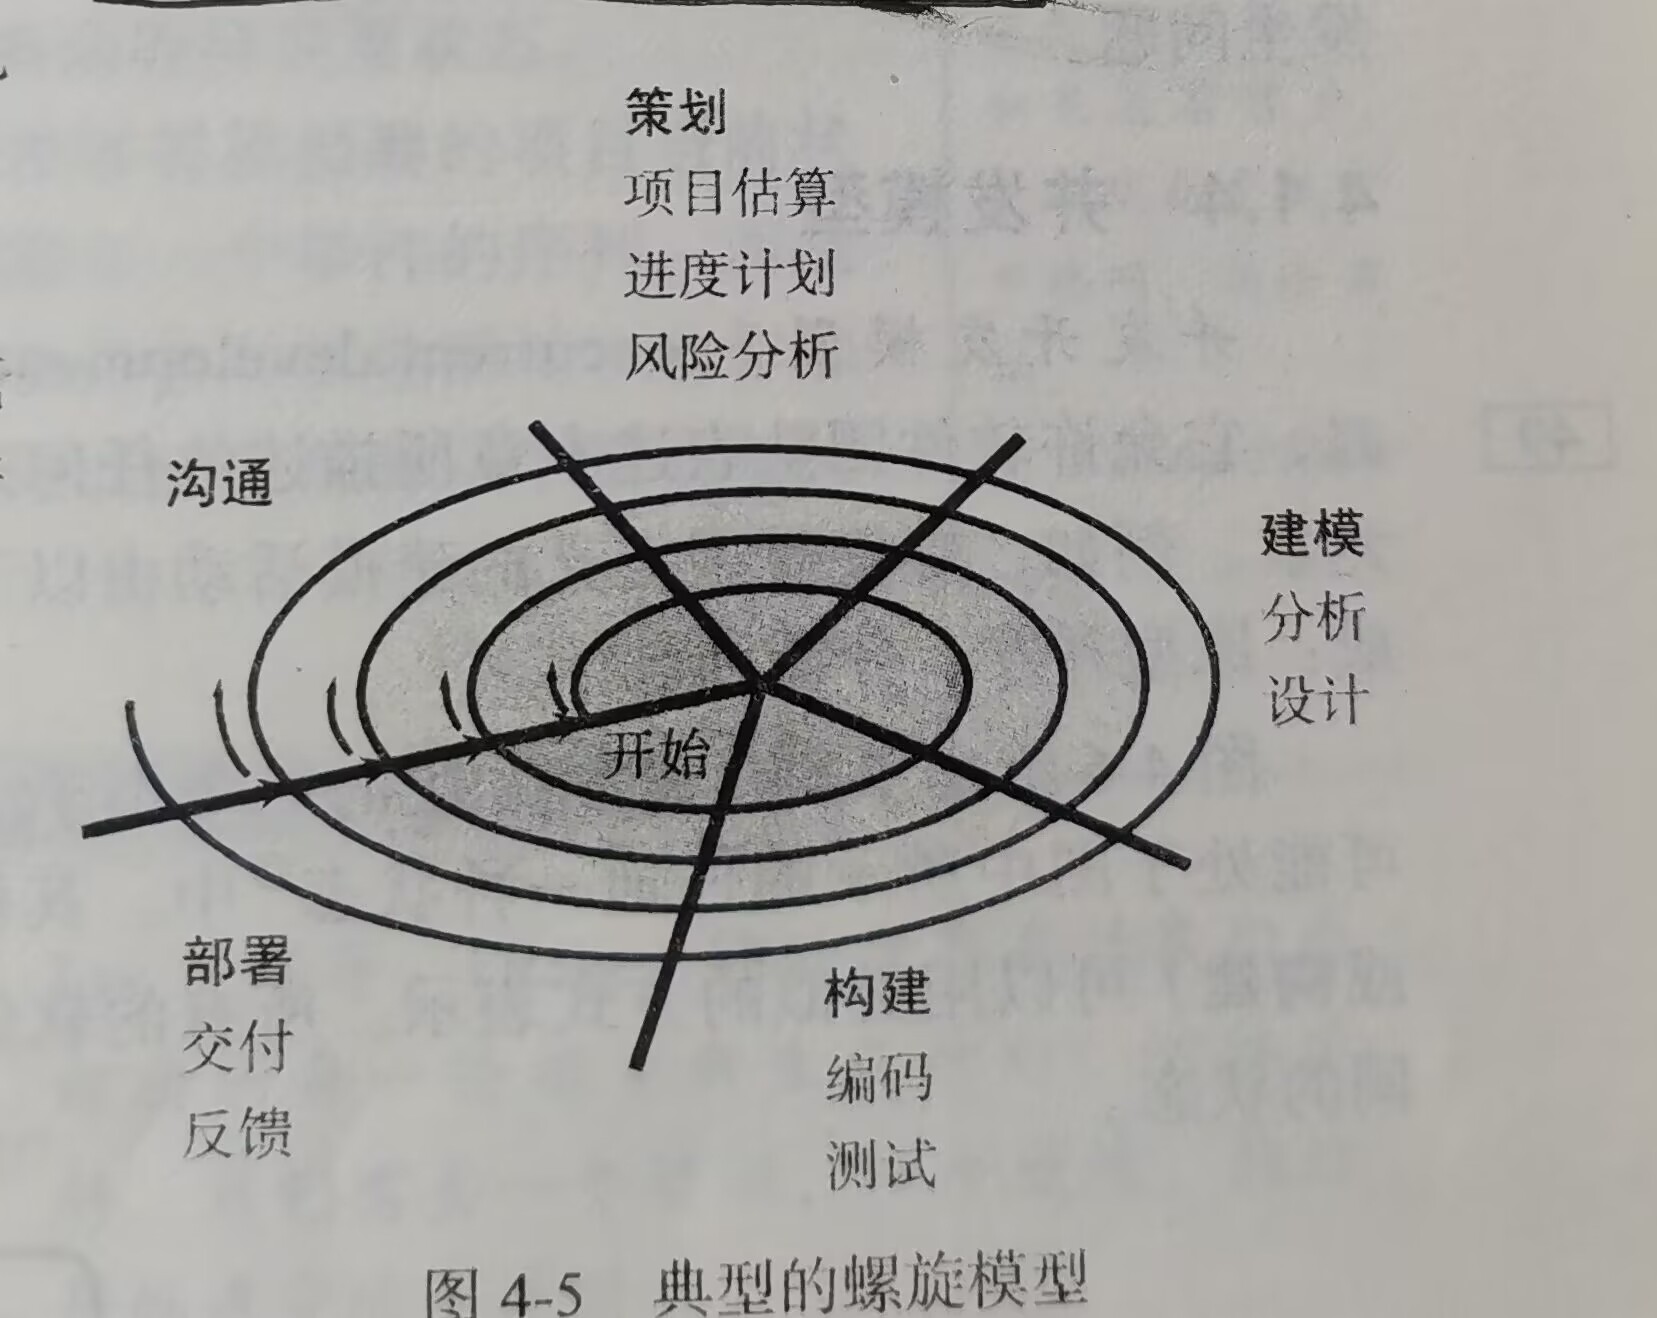 策划
项目估算
进度计划
风险分析
沟通
建模
分析
设计
开始
部署
交付
反馈
构建
编码
测试
图 4-5 典型的螺旋模型